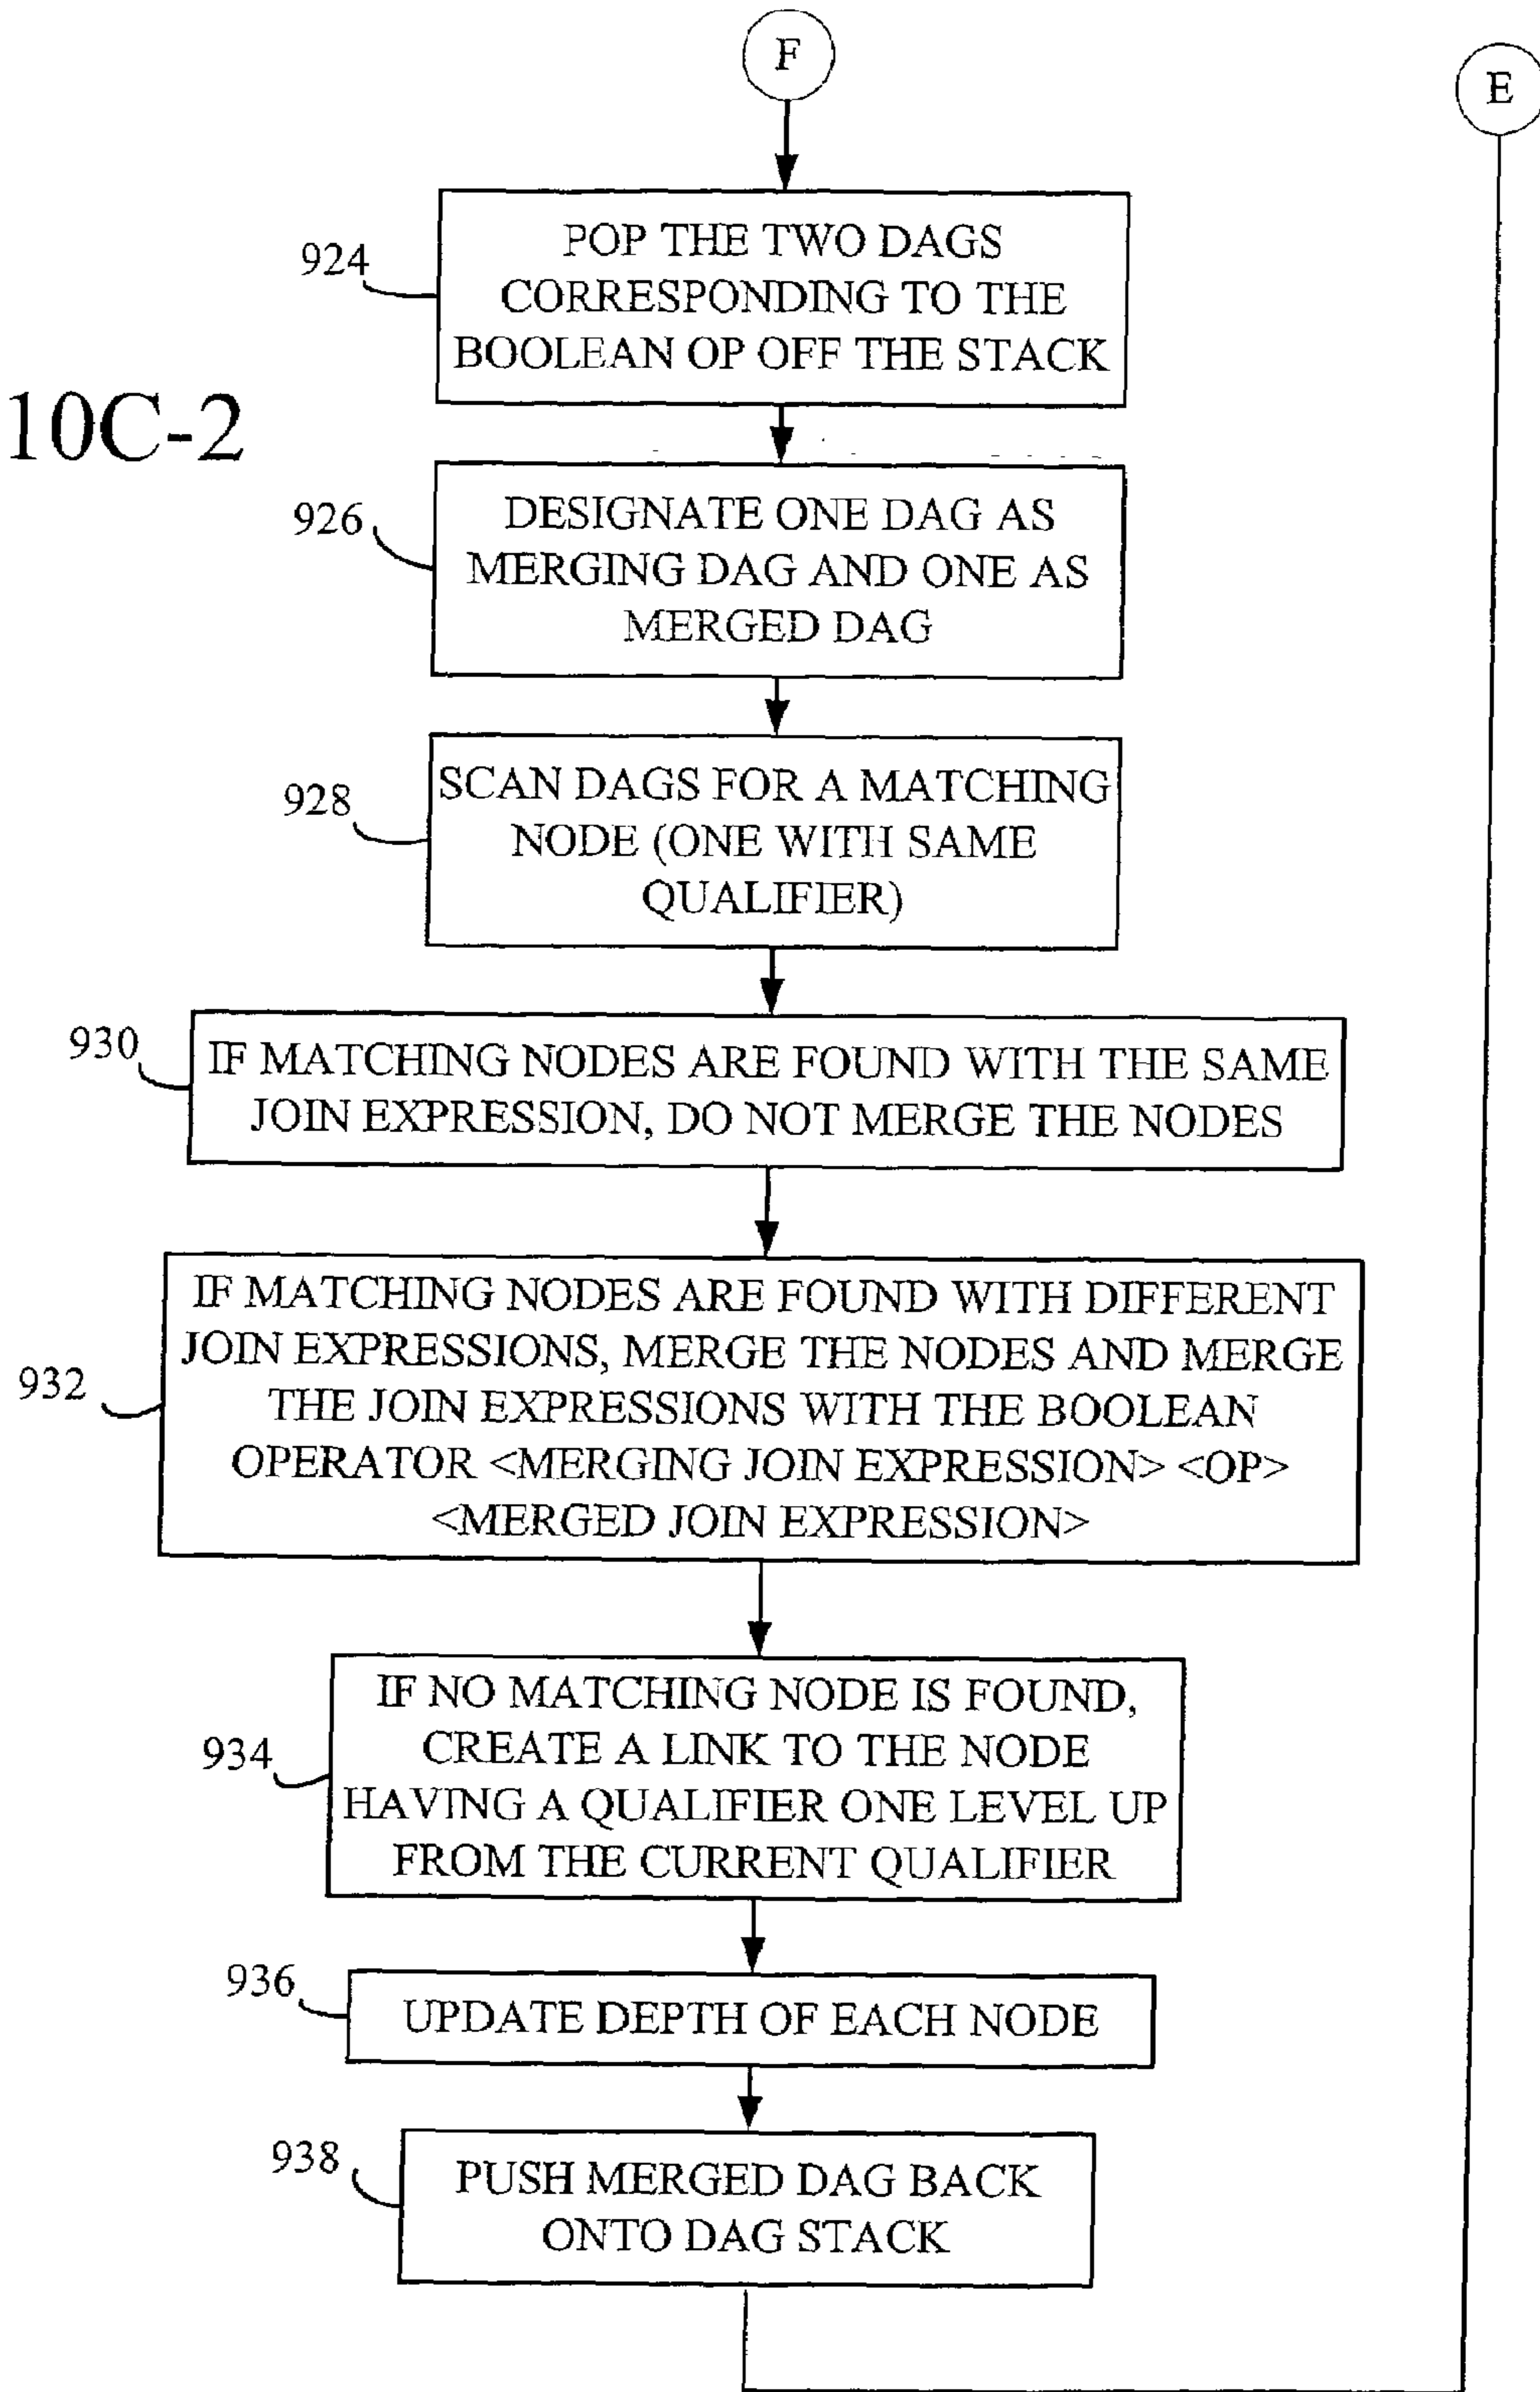 F
E
924
POP THE TWO DAGS
CORRESPONDING TO THE
BOOLEAN OP OFF THE STACK
10C-2
926
DESIGNATE ONE DAG AS
MERGING DAG AND ONE AS
MERGED DAG
928
SCAN DAGS FOR A MATCHING
NODE (ONE WITH SAME
QUALIFIER)
930
IF MATCHING NODES ARE FOUND WITH THE SAME
JOIN EXPRESSION, DO NOT MERGE THE NODES
932
IF MATCHING NODES ARE FOUND WITH DIFFERENT
JOIN EXPRESSIONS, MERGE THE NODES AND MERGE
THE JOIN EXPRESSIONS WITH THE BOOLEAN
OPERATOR <MERGING JOIN EXPRESSION> <OP>
<MERGED JOIN EXPRESSION>
934
IF NO MATCHING NODE IS FOUND,
CREATE A LINK TO THE NODE
HAVING A QUALIFIER ONE LEVEL UP
FROM THE CURRENT QUALIFIER
936
UPDATE DEPTH OF EACH NODE
938
PUSH MERGED DAG BACK
ONTO DAG STACK